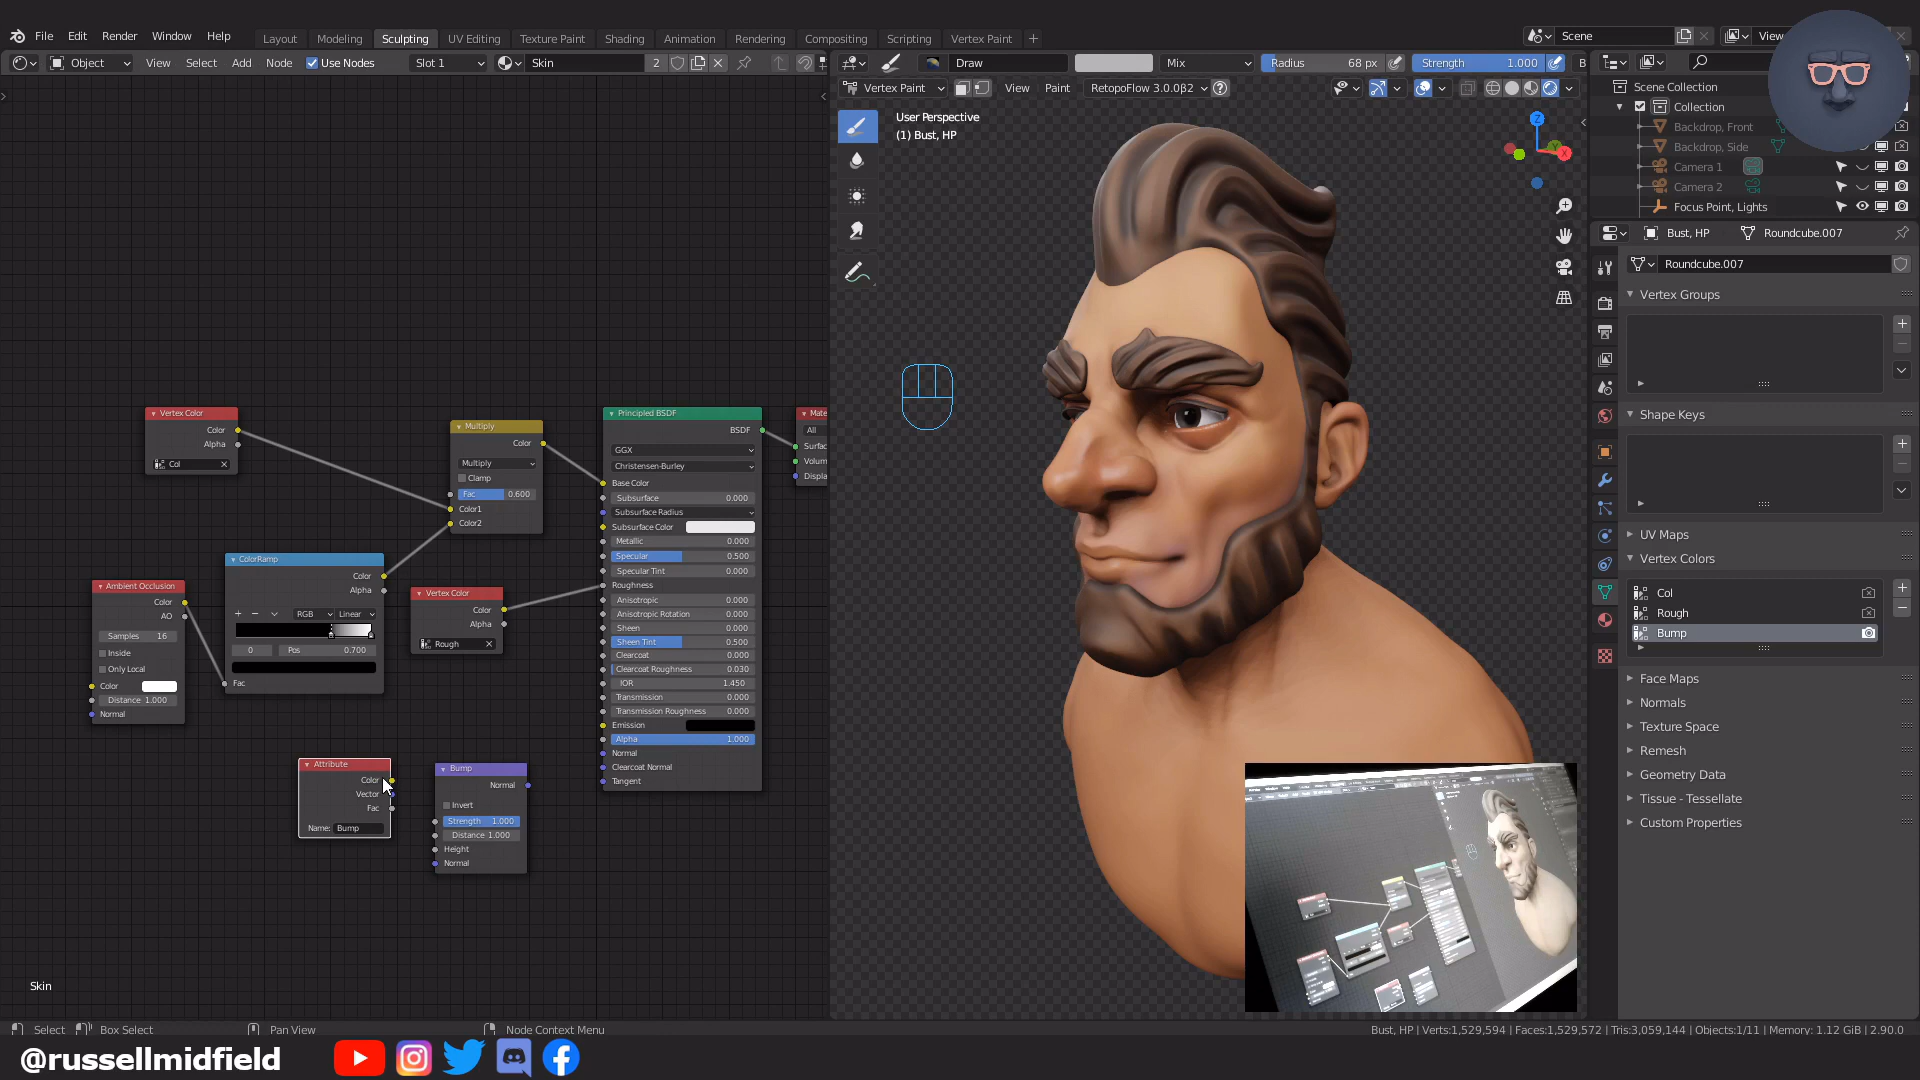 File Edit Render Window Help Layout Modeling Sculpting UV Editing Texture Paint Shading Animation Rendering Compositing Scripting Vertex Paint + Scene View
Object View Select Add Node Use Nodes Slot 1 Skin 2 Draw Mix Radius 68 px Strength 1.000 B
Vertex Paint View Paint RetopoFlow 3.0.0β2
User Perspective
(1) Bust, HP
Z
X
Scene Collection
Collection
Backdrop, Front
Backdrop, Side
Camera 1
Camera 2
Focus Point, Lights
Bust, HP Roundcube.007
Roundcube.007
Vertex Groups
Shape Keys
UV Maps
Vertex Colors
Col
Rough
Bump
Face Maps
Normals
Texture Space
Remesh
Geometry Data
Tissue - Tessellate
Custom Properties
Vertex Color
Color
Alpha
Col
Multiply
Color
Multiply
Clamp
Fac 0.600
Color1
Color2
Principled BSDF
BSDF
GGX
Christensen-Burley
Base Color
Subsurface 0.000
Subsurface Radius
Subsurface Color
Metallic 0.000
Specular 0.500
Specular Tint 0.000
Roughness
Anisotropic 0.000
Anisotropic Rotation 0.000
Sheen 0.000
Sheen Tint 0.500
Clearcoat 0.000
Clearcoat Roughness 0.030
IOR 1.450
Transmission 0.000
Transmission Roughness 0.000
Emission
Alpha 1.000
Normal
Clearcoat Normal
Tangent
Mate
All
Surfac
Volum
Displa
ColorRamp
Color
Alpha
+ − RGB Linear
0 Pos 0.700
Fac
Ambient Occlusion
Color
AO
Samples 16
Inside
Only Local
Color
Distance 1.000
Normal
Vertex Color
Color
Alpha
Rough
Attribute
Color
Vector
Fac
Name: Bump
Bump
Normal
Invert
Strength 1.000
Distance 1.000
Height
Normal
Skin
Select Box Select Pan View Node Context Menu Bust, HP | Verts:1,529,594 | Faces:1,529,572 | Tris:3,059,144 | Objects:1/11 | Memory: 1.12 GiB | 2.90.0
@russellmidfield